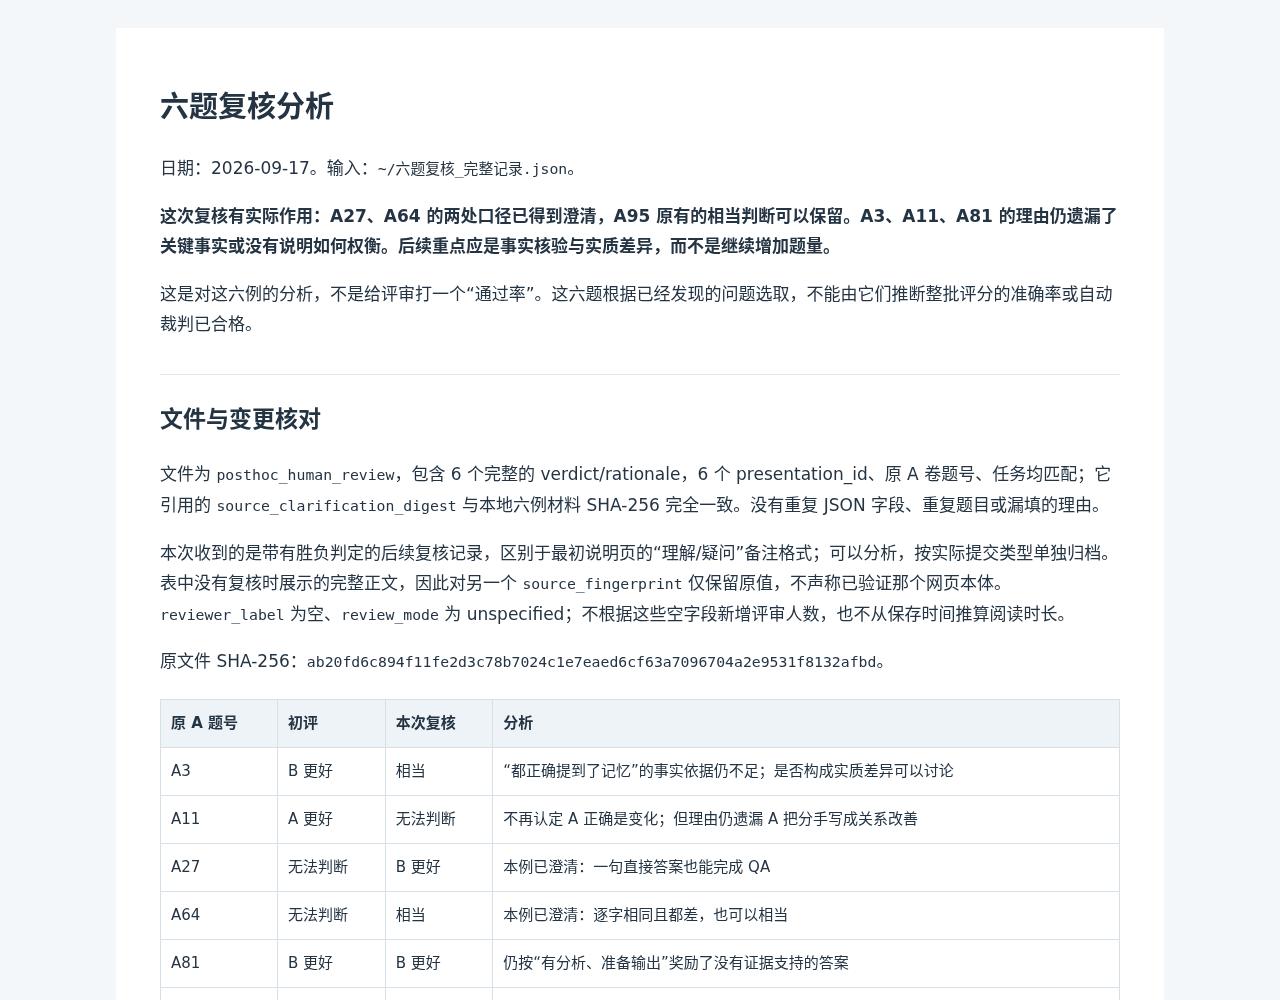 六题复核分析
日期：2026-09-17。输入：~/六题复核_完整记录.json。
这次复核有实际作用：A27、A64 的两处口径已得到澄清，A95 原有的相当判断可以保留。A3、A11、A81 的理由仍遗漏了
关键事实或没有说明如何权衡。后续重点应是事实核验与实质差异，而不是继续增加题量。
这是对这六例的分析，不是给评审打一个“通过率”。这六题根据已经发现的问题选取，不能由它们推断整批评分的准确率或自动
裁判已合格。
文件与变更核对
文件为 posthoc_human_review，包含 6 个完整的 verdict/rationale，6 个 presentation_id、原 A 卷题号、任务均匹配；它
引用的 source_clarification_digest 与本地六例材料 SHA-256 完全一致。没有重复 JSON 字段、重复题目或漏填的理由。
本次收到的是带有胜负判定的后续复核记录，区别于最初说明页的“理解/疑问”备注格式；可以分析，按实际提交类型单独归档。
表中没有复核时展示的完整正文，因此对另一个 source_fingerprint 仅保留原值，不声称已验证那个网页本体。
reviewer_label 为空、review_mode 为 unspecified；不根据这些空字段新增评审人数，也不从保存时间推算阅读时长。
原文件 SHA-256：ab20fd6c894f11fe2d3c78b7024c1e7eaed6cf63a7096704a2e9531f8132afbd。
原 A 题号 初评 本次复核 分析
A3 B 更好 相当 “都正确提到了记忆”的事实依据仍不足；是否构成实质差异可以讨论
A11 A 更好 无法判断 不再认定 A 正确是变化；但理由仍遗漏 A 把分手写成关系改善
A27 无法判断 B 更好 本例已澄清：一句直接答案也能完成 QA
A64 无法判断 相当 本例已澄清：逐字相同且都差，也可以相当
A81 B 更好 B 更好 仍按“有分析、准备输出”奖励了没有证据支持的答案